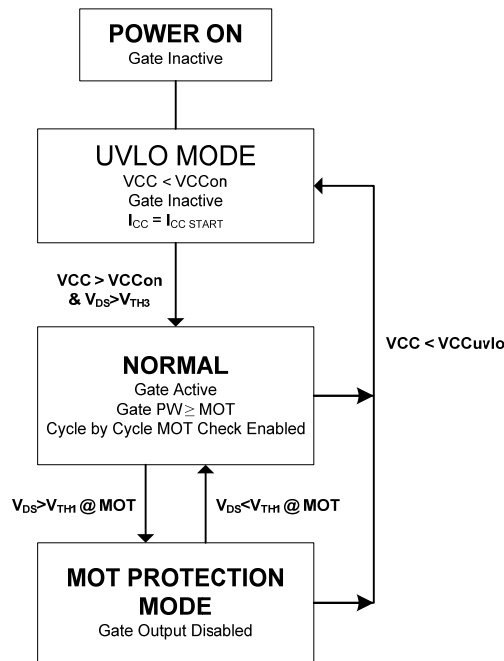 POWER ON
Gate Inactive
UVLO MODE
VCC < VCCon
Gate Inactive
ICC = ICC START
VCC > VCCon
& VDS>VTH3
VCC < VCCuvlo
NORMAL
Gate Active
Gate PW≥ MOT
Cycle by Cycle MOT Check Enabled
VDS>VTH1 @ MOT
VDS<VTH1 @ MOT
MOT PROTECTION
MODE
Gate Output Disabled